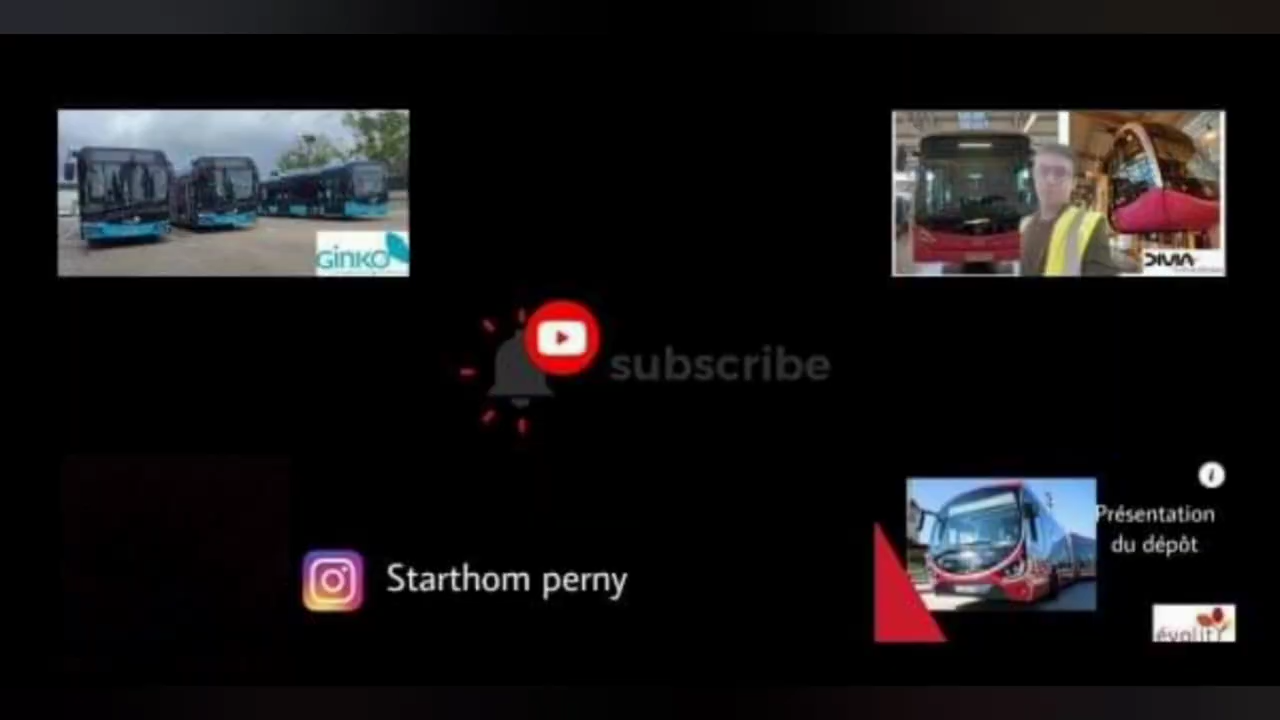 GiNKO
DIVIA
subscribe
Présentation
du dépôt
Starthom perny
évolity